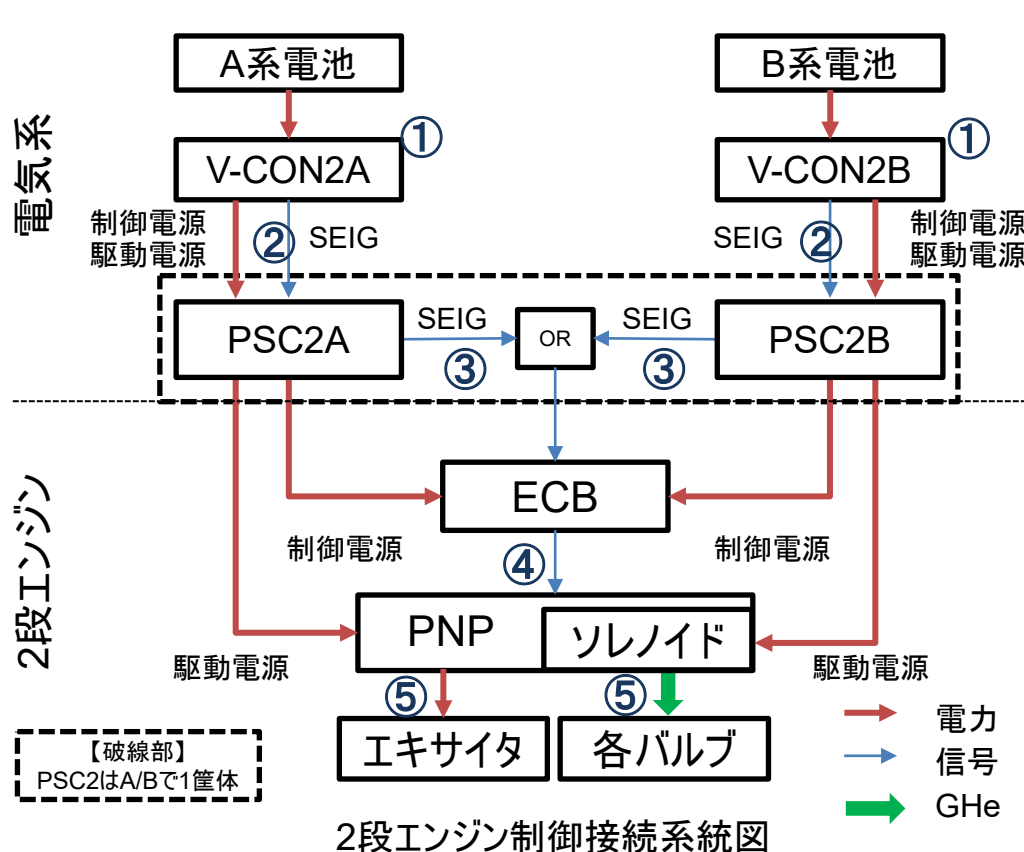 電気系
A系電池
B系電池
①
①
V-CON2A
V-CON2B
制御電源
駆動電源
②
SEIG
SEIG
②
制御電源
駆動電源
PSC2A
SEIG
③
OR
SEIG
③
PSC2B
2段エンジン
ECB
制御電源
制御電源
④
PNP
ソレノイド
駆動電源
駆動電源
⑤
⑤
エキサイタ
各バルブ
【破線部】
PSC2はA/Bで1筐体
電力
信号
GHe
2段エンジン制御接続系統図